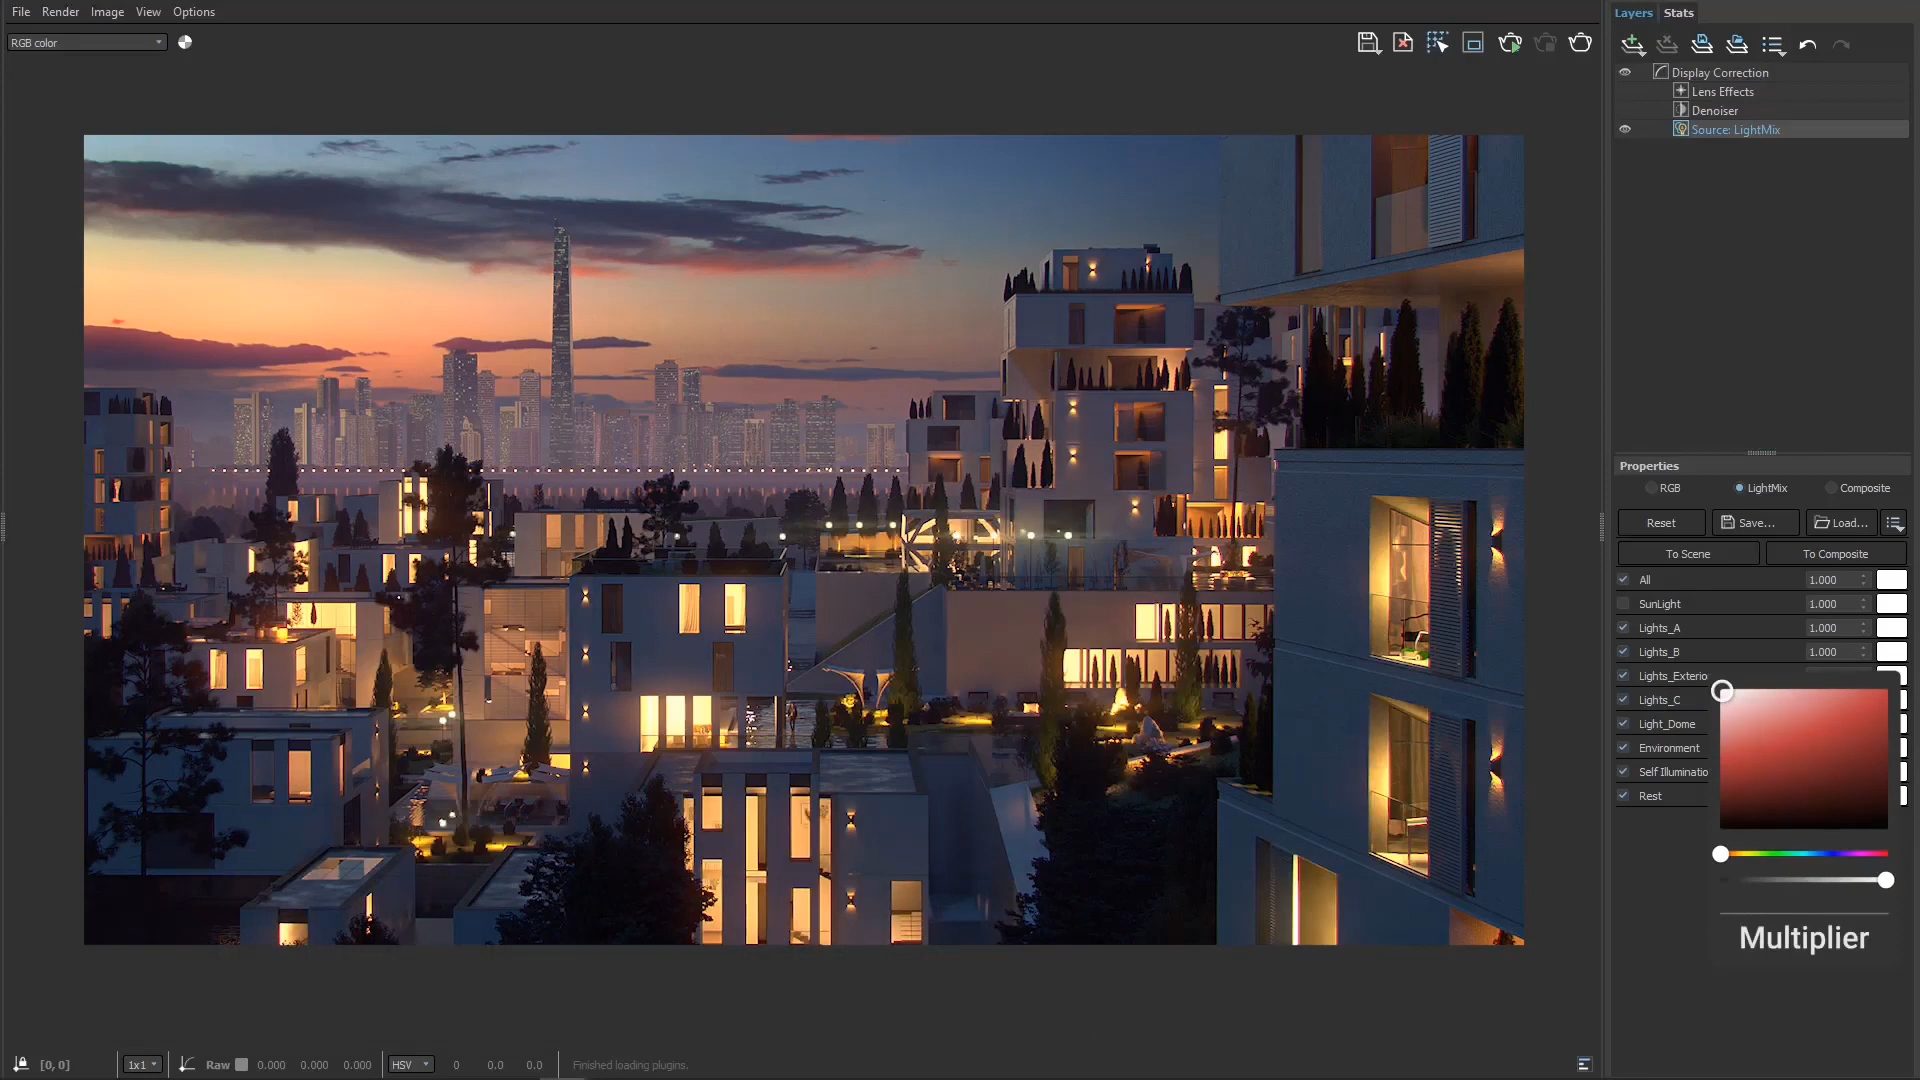 File Render Image View Options
RGB color
Layers Stats
Display Correction
Lens Effects
Denoiser
Source: LightMix
Properties
RGB LightMix Composite
Reset Save... Load...
To Scene To Composite
All 1.000
SunLight 1.000
Lights_A 1.000
Lights_B 1.000
Lights_Exterio
Lights_C
Light_Dome
Environment
Self Illuminatio
Rest
Multiplier
[0, 0] 1x1 Raw 0.000 0.000 0.000 HSV 0 0.0 0.0 Finished loading plugins.